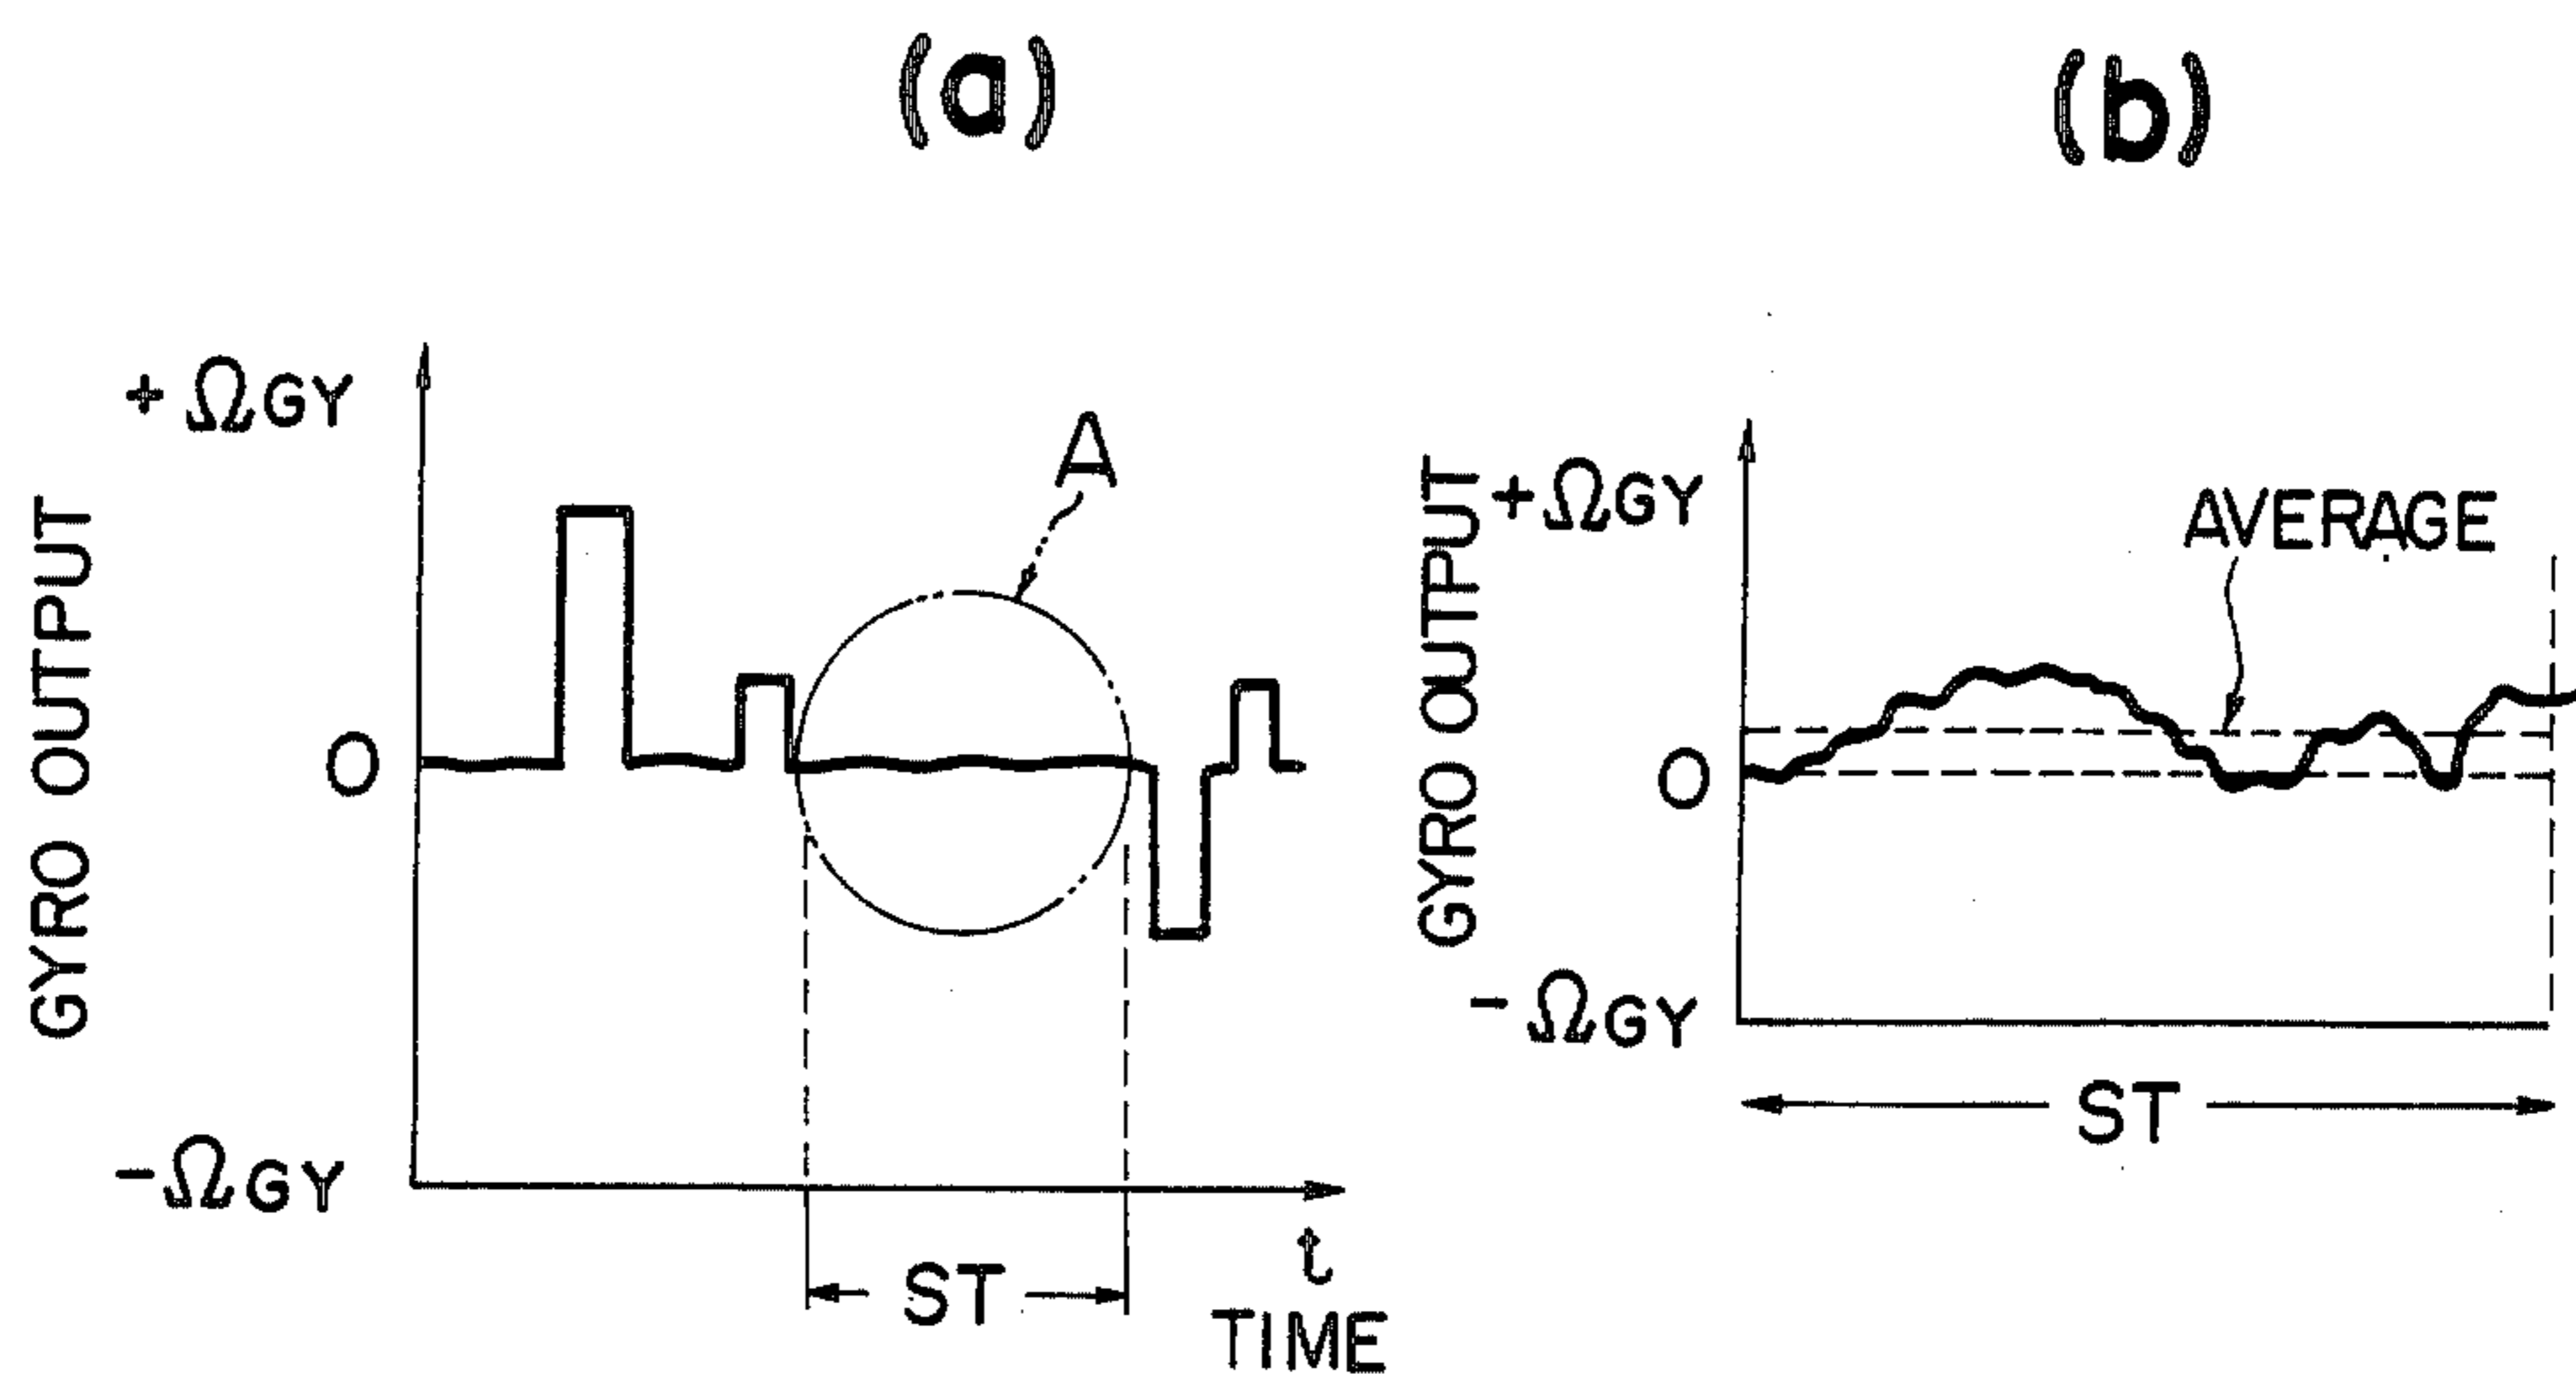 (a)
+ΩGY
A
GYRO OUTPUT
O
-ΩGY
ST
t
TIME
(b)
+ΩGY
AVERAGE
GYRO OUTPUT
O
-ΩGY
ST